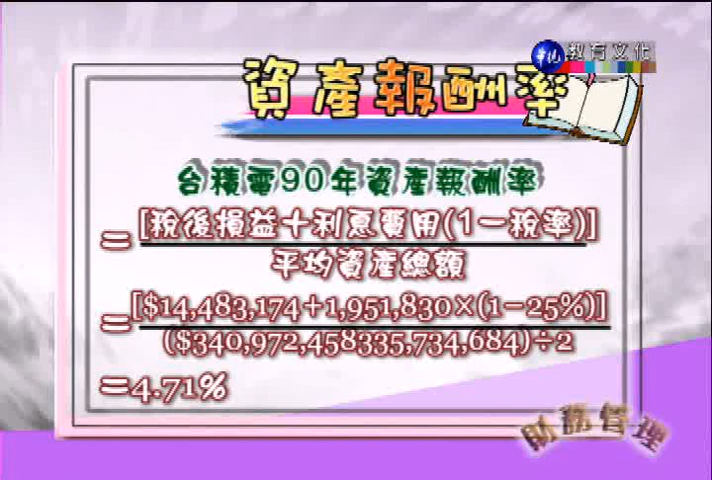 華視 教育文化
資產報酬率
台積電90年資產報酬率
=[稅後損益+利息費用(1-稅率)]
平均資產總額
=[$14,483,174+1,951,830×(1-25%)]
($340,972,458335,734,684)÷2
=4.71%
財務管理